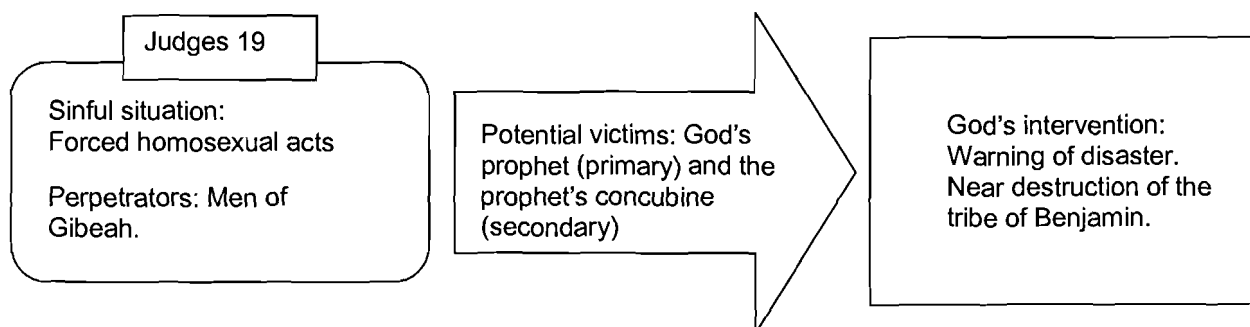 Judges 19
Sinful situation:
Forced homosexual acts
Perpetrators: Men of
Gibeah.
Potential victims: God's
prophet (primary) and the
prophet's concubine
(secondary)
God's intervention:
Warning of disaster.
Near destruction of the
tribe of Benjamin.